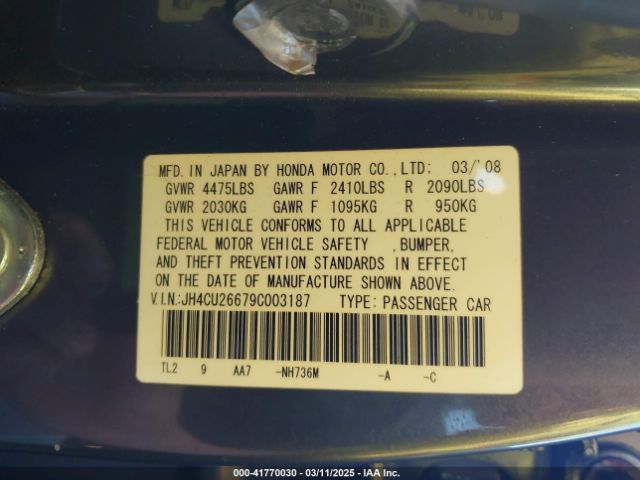 MFD. IN JAPAN BY HONDA MOTOR CO., LTD: 03/'08
GVWR 4475LBS GAWR F 2410LBS R 2090LBS
GVWR 2030KG GAWR F 1095KG R 950KG
THIS VEHICLE CONFORMS TO ALL APPLICABLE
FEDERAL MOTOR VEHICLE SAFETY , BUMPER,
AND THEFT PREVENTION STANDARDS IN EFFECT
ON THE DATE OF MANUFACTURE SHOWN ABOVE.
V.I.N.:JH4CU26679C003187 TYPE: PASSENGER CAR
TL2 9 AA7 -NH736M -A -C
000-41770030 - 03/11/2025 - IAA Inc.